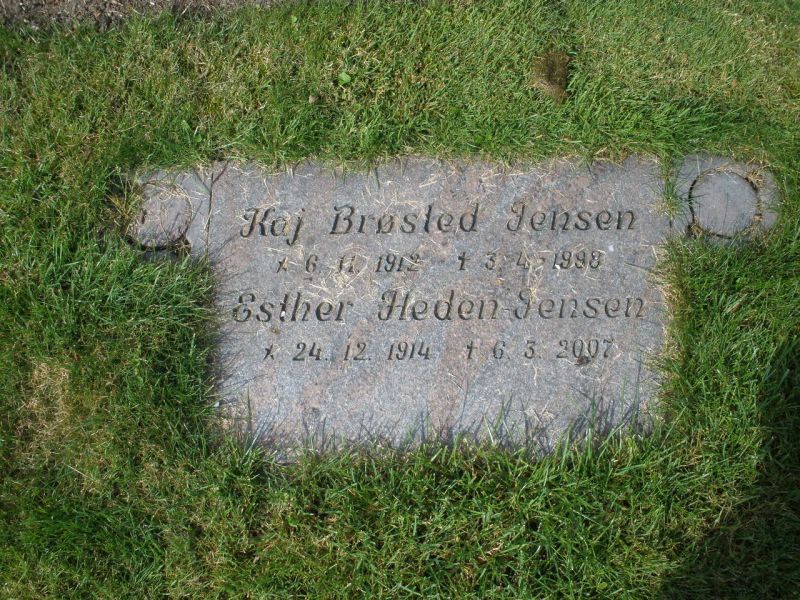 Kaj Brøsted Jensen
* 6. 11. 1912 † 3. 4. 1998
Esther Heden-Jensen
* 24. 12. 1914 † 6. 3. 2007